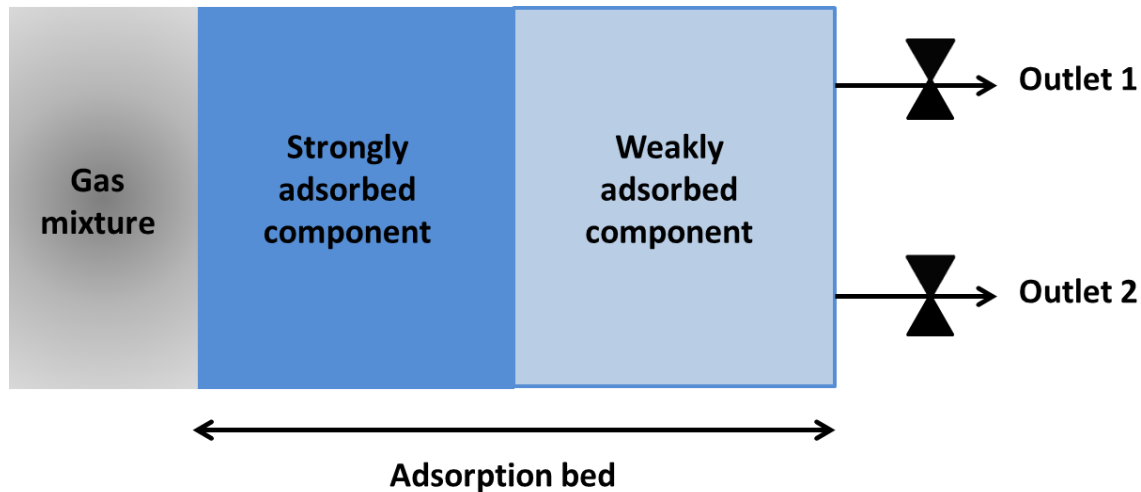 Gas
mixture
Strongly
adsorbed
component
Weakly
adsorbed
component
Outlet 1
Outlet 2
Adsorption bed